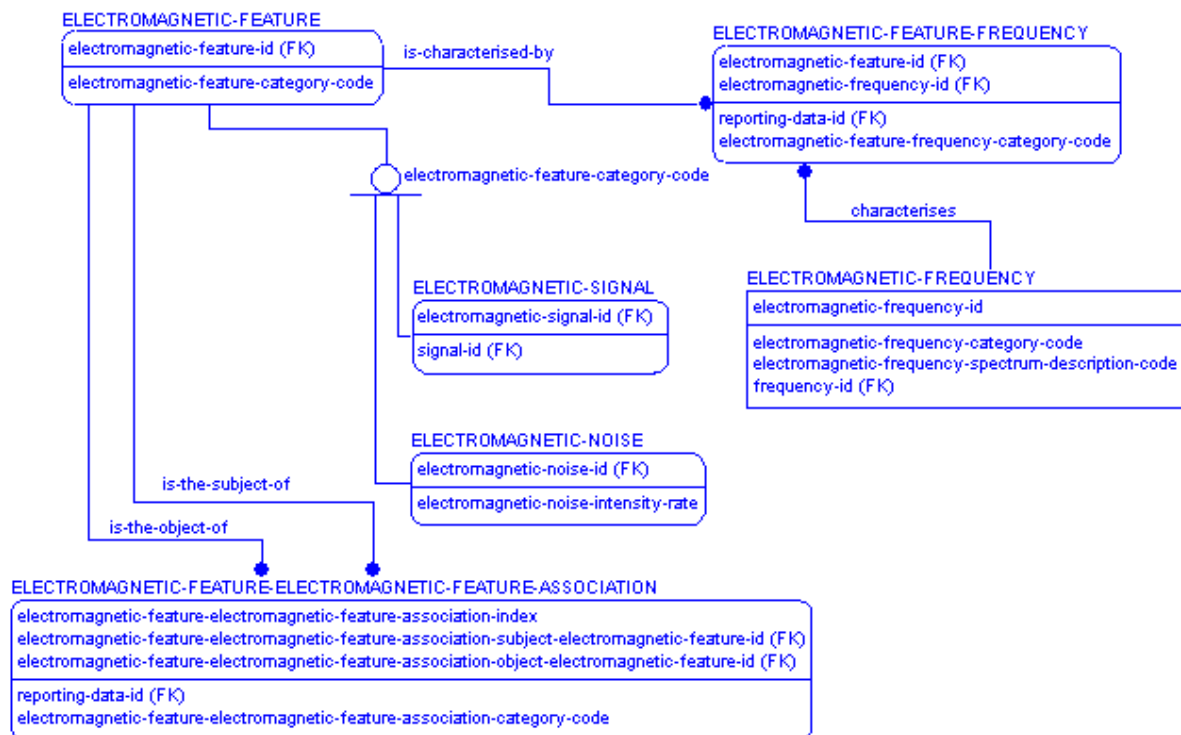 ELECTROMAGNETIC-FEATURE
electromagnetic-feature-id (FK)
electromagnetic-feature-category-code
is-characterised-by
ELECTROMAGNETIC-FEATURE-FREQUENCY
electromagnetic-feature-id (FK)
electromagnetic-frequency-id (FK)
reporting-data-id (FK)
electromagnetic-feature-frequency-category-code
electromagnetic-feature-category-code
characterises
ELECTROMAGNETIC-FREQUENCY
electromagnetic-frequency-id
electromagnetic-frequency-category-code
electromagnetic-frequency-spectrum-description-code
frequency-id (FK)
ELECTROMAGNETIC-SIGNAL
electromagnetic-signal-id (FK)
signal-id (FK)
ELECTROMAGNETIC-NOISE
electromagnetic-noise-id (FK)
electromagnetic-noise-intensity-rate
is-the-subject-of
is-the-object-of
ELECTROMAGNETIC-FEATURE-ELECTROMAGNETIC-FEATURE-ASSOCIATION
electromagnetic-feature-electromagnetic-feature-association-index
electromagnetic-feature-electromagnetic-feature-association-subject-electromagnetic-feature-id (FK)
electromagnetic-feature-electromagnetic-feature-association-object-electromagnetic-feature-id (FK)
reporting-data-id (FK)
electromagnetic-feature-electromagnetic-feature-association-category-code